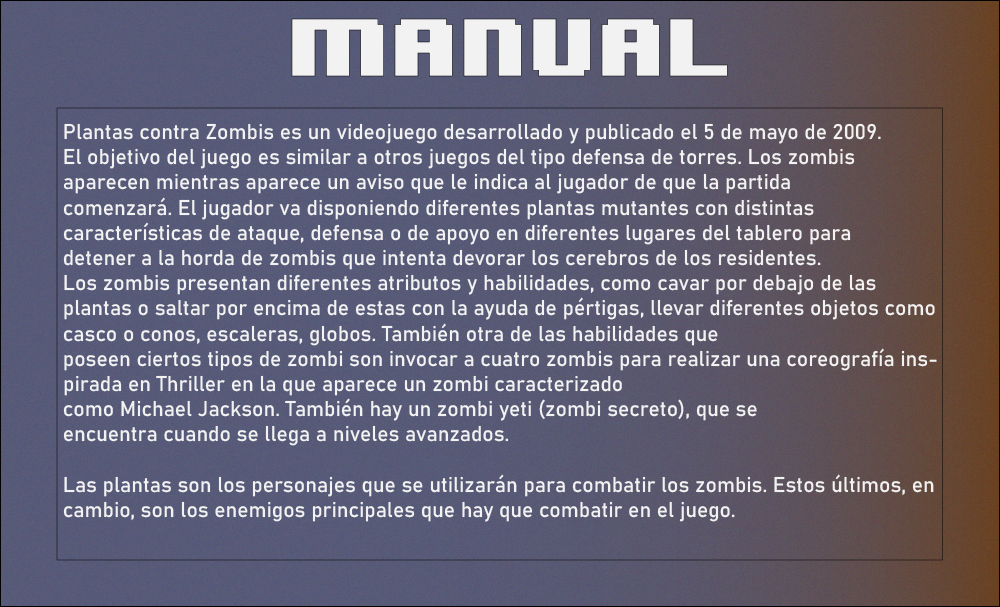 MANUAL
Plantas contra Zombis es un videojuego desarrollado y publicado el 5 de mayo de 2009.
El objetivo del juego es similar a otros juegos del tipo defensa de torres. Los zombis
aparecen mientras aparece un aviso que le indica al jugador de que la partida
comenzará. El jugador va disponiendo diferentes plantas mutantes con distintas
características de ataque, defensa o de apoyo en diferentes lugares del tablero para
detener a la horda de zombis que intenta devorar los cerebros de los residentes.
Los zombis presentan diferentes atributos y habilidades, como cavar por debajo de las
plantas o saltar por encima de estas con la ayuda de pértigas, llevar diferentes objetos como
casco o conos, escaleras, globos. También otra de las habilidades que
poseen ciertos tipos de zombi son invocar a cuatro zombis para realizar una coreografía ins-
pirada en Thriller en la que aparece un zombi caracterizado
como Michael Jackson. También hay un zombi yeti (zombi secreto), que se
encuentra cuando se llega a niveles avanzados.
Las plantas son los personajes que se utilizarán para combatir los zombis. Estos últimos, en
cambio, son los enemigos principales que hay que combatir en el juego.